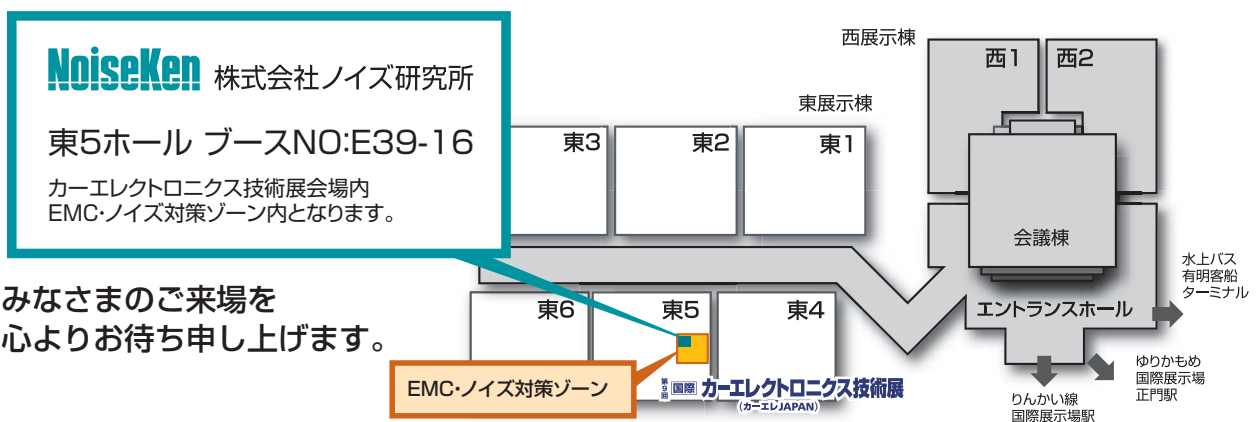 NoiseKen 株式会社ノイズ研究所
東5ホール ブースNO:E39-16
カーエレクトロニクス技術展会場内
EMC・ノイズ対策ゾーン内となります。
みなさまのご来場を
心よりお待ち申し上げます。
西展示棟
西1
西2
東展示棟
東3
東2
東1
会議棟
水上バス
有明客船
ターミナル
エントランスホール
東6
東5
東4
EMC・ノイズ対策ゾーン
第9回 国際 カーエレクトロニクス技術展
(カーエレJAPAN)
りんかい線
国際展示場駅
ゆりかもめ
国際展示場
正門駅